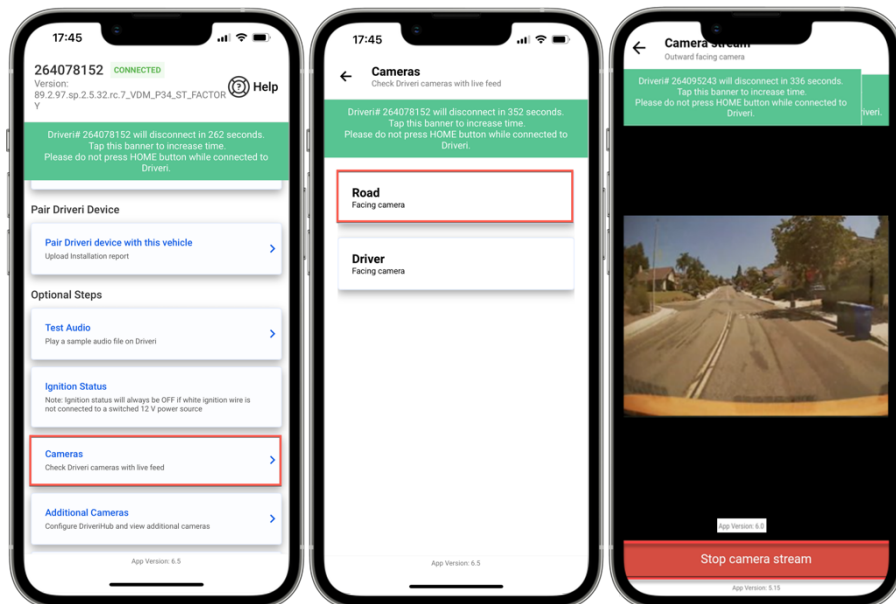 17:45
264078152 CONNECTED
Version:
89.2.97.sp.2.5.32.rc.7_VDM_P34_ST_FACTOR
Y
Help
Driveri# 264078152 will disconnect in 262 seconds.
Tap this banner to increase time.
Please do not press HOME button while connected to
Driveri.
Pair Driveri Device
Pair Driveri device with this vehicle
Upload Installation report
Optional Steps
Test Audio
Play a sample audio file on Driveri
Ignition Status
Note: Ignition status will always be OFF if white ignition wire is
not connected to a switched 12 V power source
Cameras
Check Driveri cameras with live feed
Additional Cameras
Configure DriveriHub and view additional cameras
App Version: 6.5
17:45
Cameras
Check Driveri cameras with live feed
Driveri# 264078152 will disconnect in 352 seconds.
Tap this banner to increase time.
Please do not press HOME button while connected to
Driveri.
Road
Facing camera
Driver
Facing camera
App Version: 6.5
Camera stream
Outward facing camera
Driveri# 264095243 will disconnect in 336 seconds.
Tap this banner to increase time.
Please do not press HOME button while connected to
Driveri.
riveri.
App Version: 6.0
Stop camera stream
App Version: 5.15